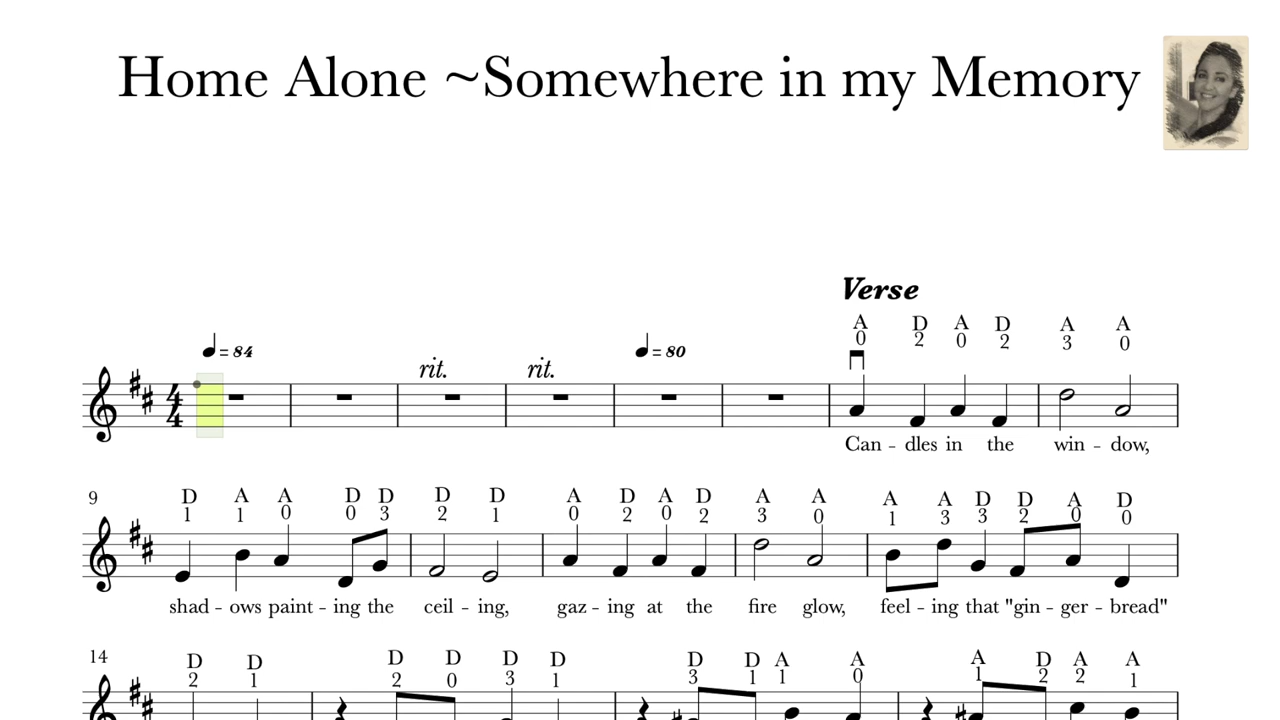 Home Alone ~Somewhere in my Memory
Verse
= 84
rit.
rit.
= 80
A D A D A A
0 2 0 2 3 0
4
4
Can - dles in the win - dow,
9
D A A D D D D A D A D A A A A D D A D
1 1 0 0 3 2 1 0 2 0 2 3 0 1 3 3 2 0 0
shad - ows paint - ing the ceil - ing, gaz - ing at the fire glow, feel - ing that "gin - ger - bread"
14
D D D D D D D D A A A D A A
2 1 2 0 3 1 3 1 1 0 1 2 2 1